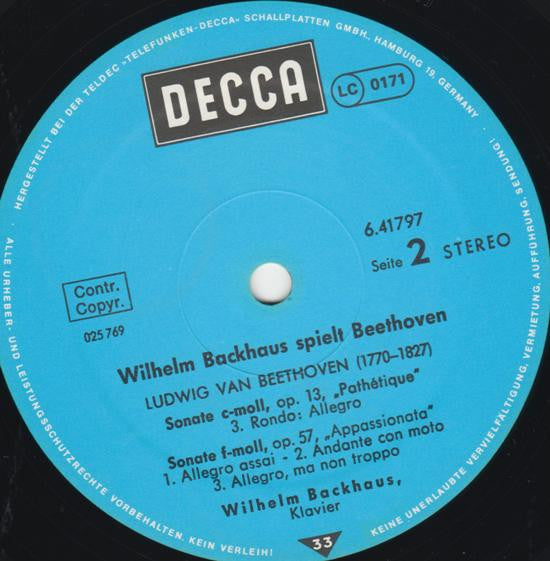 HERGESTELLT BEI DER TELDEC »TELEFUNKEN-DECCA« SCHALLPLATTEN GMBH., HAMBURG 19, GERMANY ·
DECCA
LC 0171
6.41797
Seite 2 STEREO
Contr.
Copyr.
025 769
Wilhelm Backhaus spielt Beethoven
LUDWIG VAN BEETHOVEN (1770–1827)
Sonate c-moll, op. 13, „Pathétique“
3. Rondo: Allegro
Sonate f-moll, op. 57, „Appassionata“
1. Allegro assai - 2. Andante con moto
3. Allegro, ma non troppo
Wilhelm Backhaus,
Klavier
33
· ALLE URHEBER- UND LEISTUNGSSCHUTZRECHTE VORBEHALTEN. KEIN VERLEIH!
KEINE UNERLAUBTE VERVIELFÄLTIGUNG, VERMIETUNG, AUFFÜHRUNG, SENDUNG!